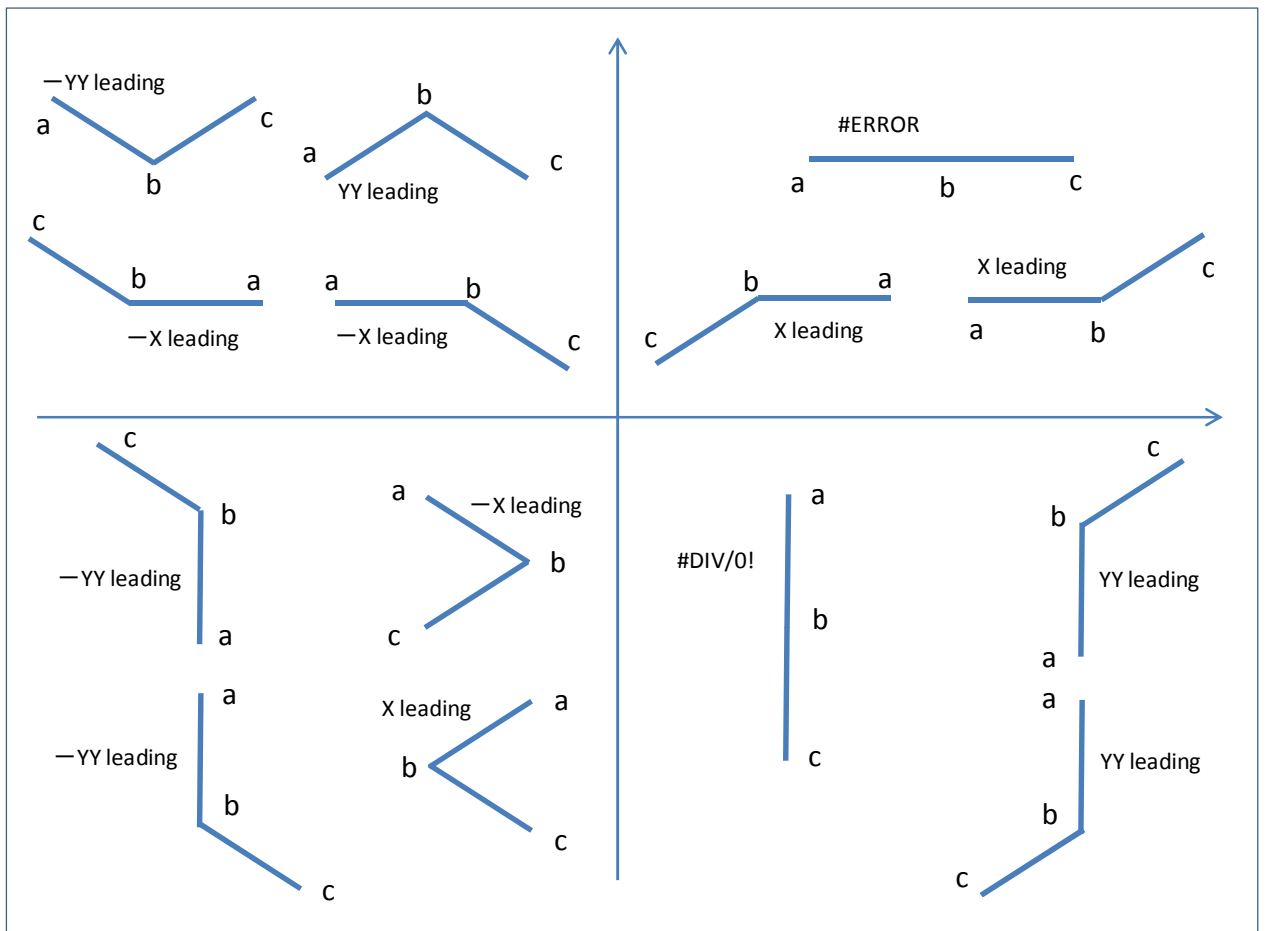 —YY leading
a
b
c
b
a
c
YY leading
#ERROR
a
b
c
c
b
a
—X leading
a
b
c
—X leading
b
a
c
X leading
X leading
a
b
c
c
b
—YY leading
a
a
—X leading
b
c
a
b
—YY leading
c
X leading
a
b
c
a
#DIV/0!
b
c
c
b
YY leading
a
a
YY leading
b
c